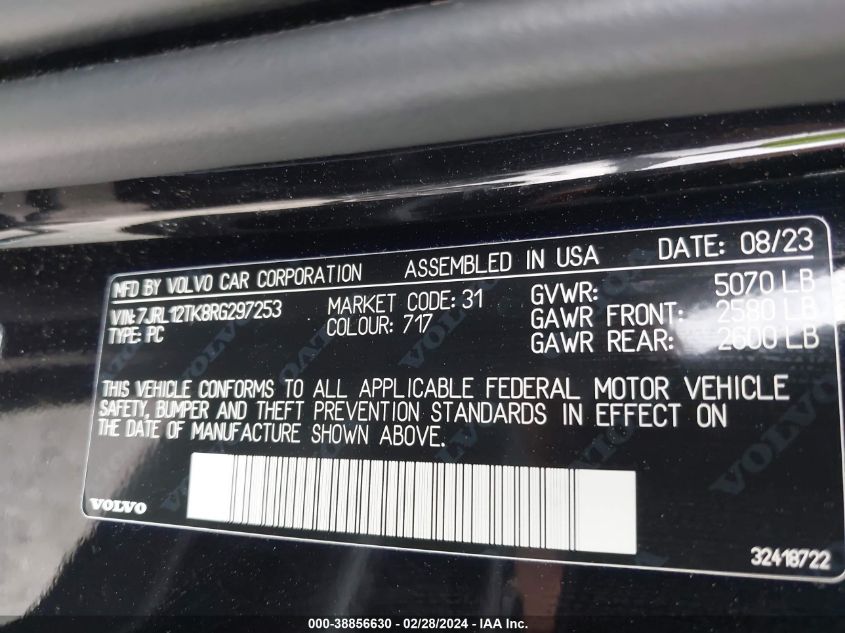 MFD BY VOLVO CAR CORPORATION ASSEMBLED IN USA DATE: 08/23
VIN: 7JRL12TK8RG297253 MARKET CODE: 31 GVWR: 5070 LB
TYPE: PC COLOUR: 717 GAWR FRONT: 2580 LB
GAWR REAR: 2600 LB
THIS VEHICLE CONFORMS TO ALL APPLICABLE FEDERAL MOTOR VEHICLE
SAFETY, BUMPER AND THEFT PREVENTION STANDARDS IN EFFECT ON
THE DATE OF MANUFACTURE SHOWN ABOVE.
VOLVO
32418722
000-38856630 - 02/28/2024 - IAA Inc.